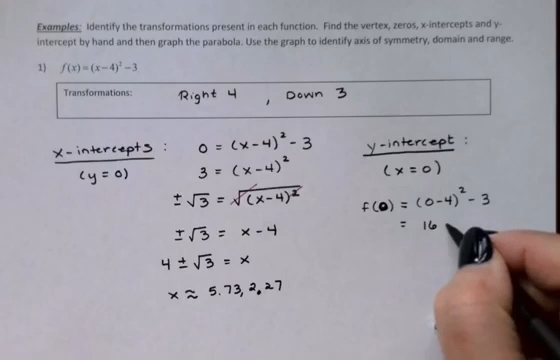 Examples: Identify the transformations present in each function. Find the vertex, zeros, x-intercepts and y-
intercept by hand and then graph the parabola. Use the graph to identify axis of symmetry, domain and range.
1) f(x)=(x−4)²−3
Transformations: Right 4 , Down 3
x-intercepts :
(y = 0)
0 = (x-4)² - 3
3 = (x-4)²
± √3 = √(x-4)²
± √3 = x - 4
4 ± √3 = x
x ≈ 5.73, 2.27
y-intercept :
(x = 0)
f(0) = (0-4)² - 3
= 16